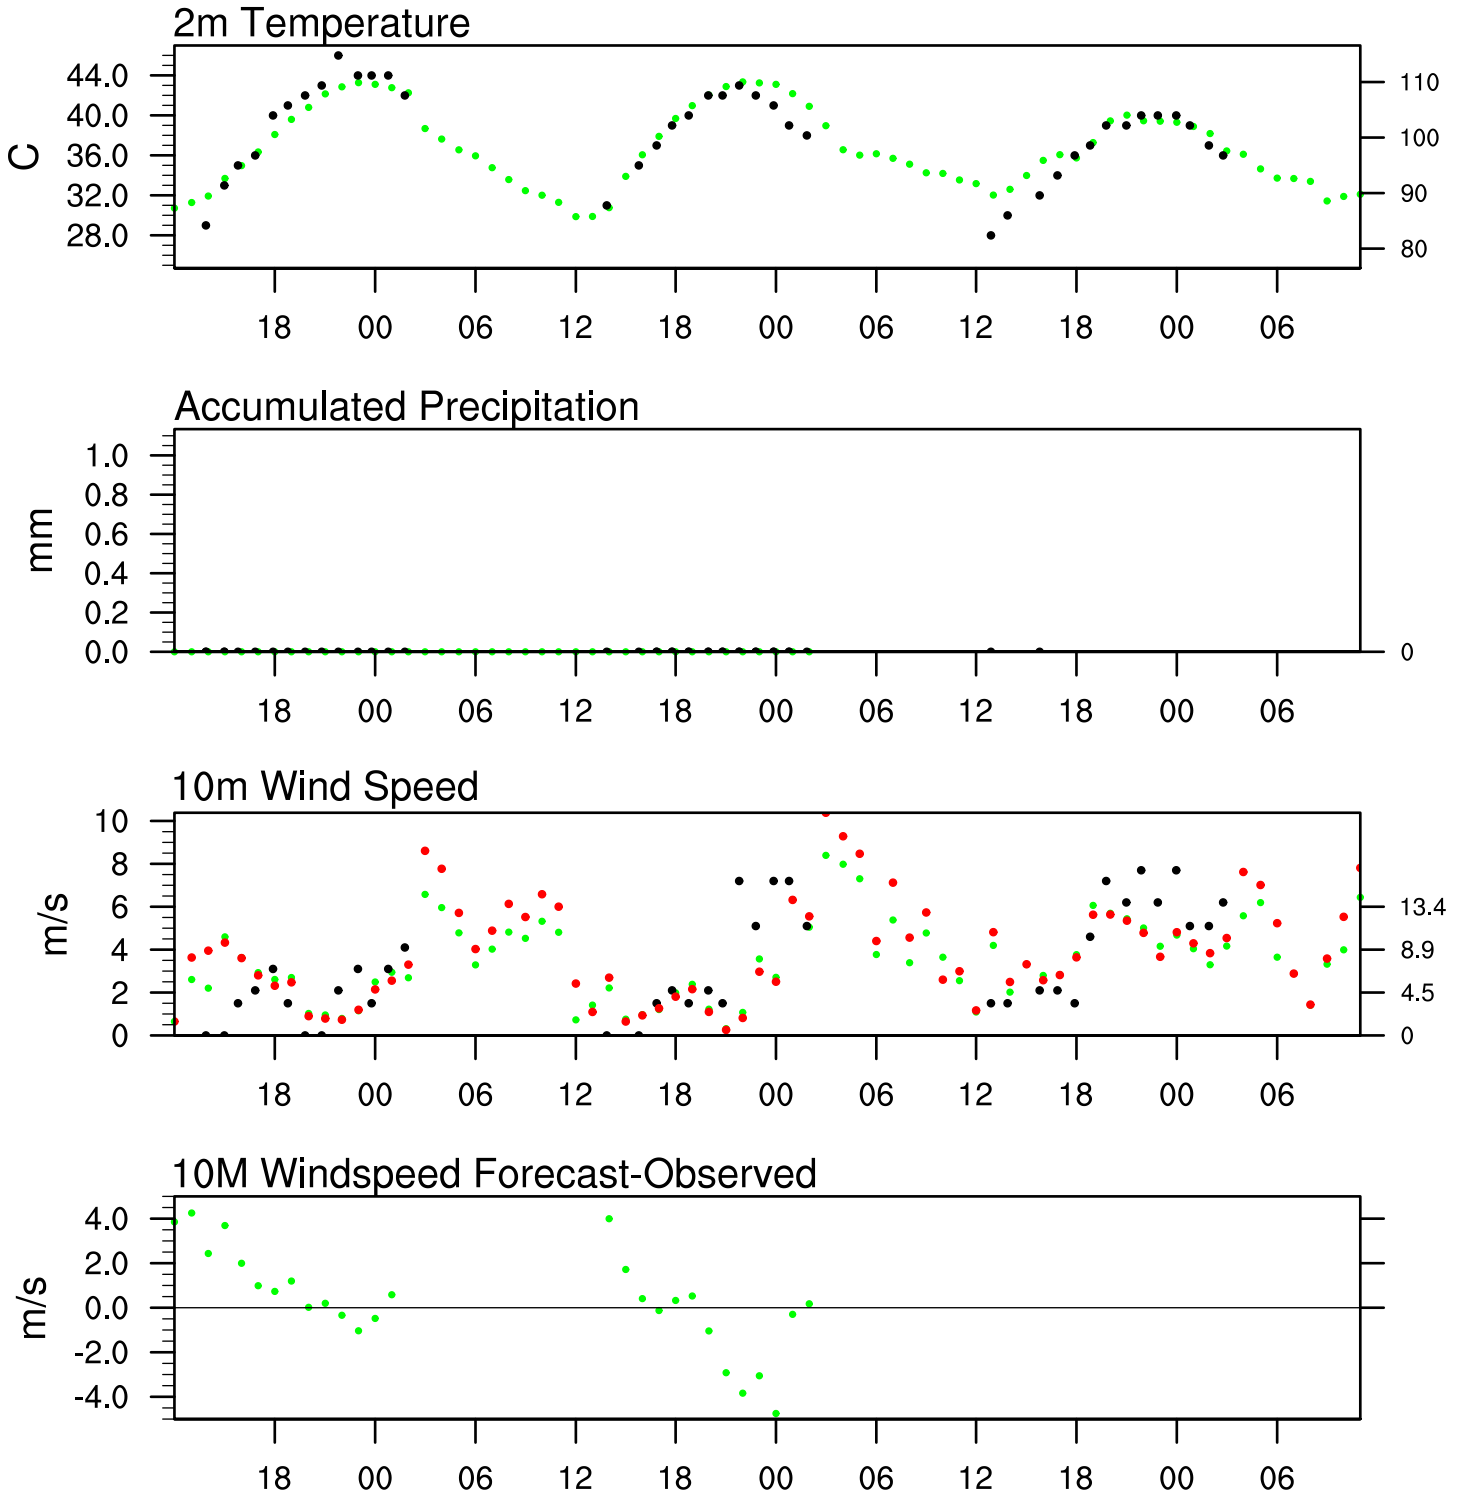 2m Temperature
44.0
110
40.0
100
36.0
C
32.0
90
28.0
80
18 00 06 12 18 00 06 12 18 00 06
Accumulated Precipitation
1.0
0.8
0.6
mm
0.4
0.2
0.0
0
18 00 06 12 18 00 06 12 18 00 06
10m Wind Speed
10
8
6
13.4
m/s
4
8.9
2
4.5
0
0
18 00 06 12 18 00 06 12 18 00 06
10M Windspeed Forecast-Observed
4.0
2.0
0.0
m/s
-2.0
-4.0
18 00 06 12 18 00 06 12 18 00 06